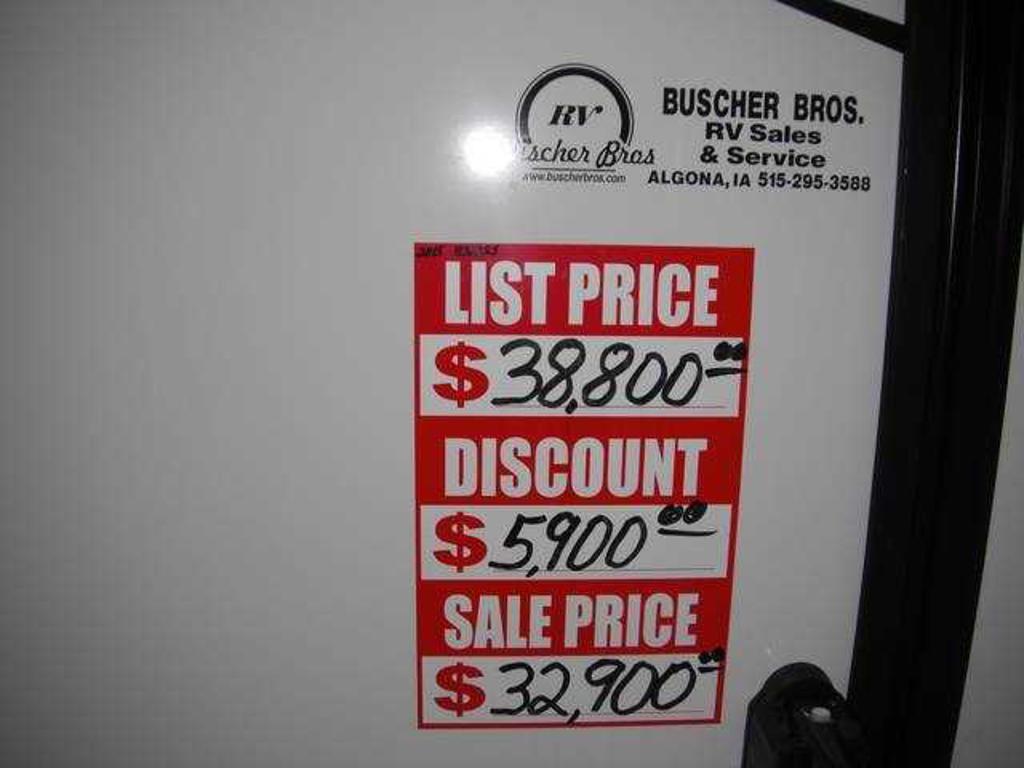 RV
Buscher Bros
www.buscherbros.com
BUSCHER BROS.
RV Sales
& Service
ALGONA, IA 515-295-3588
LIST PRICE
$38,800.00
DISCOUNT
$5,900.00
SALE PRICE
$32,900.00